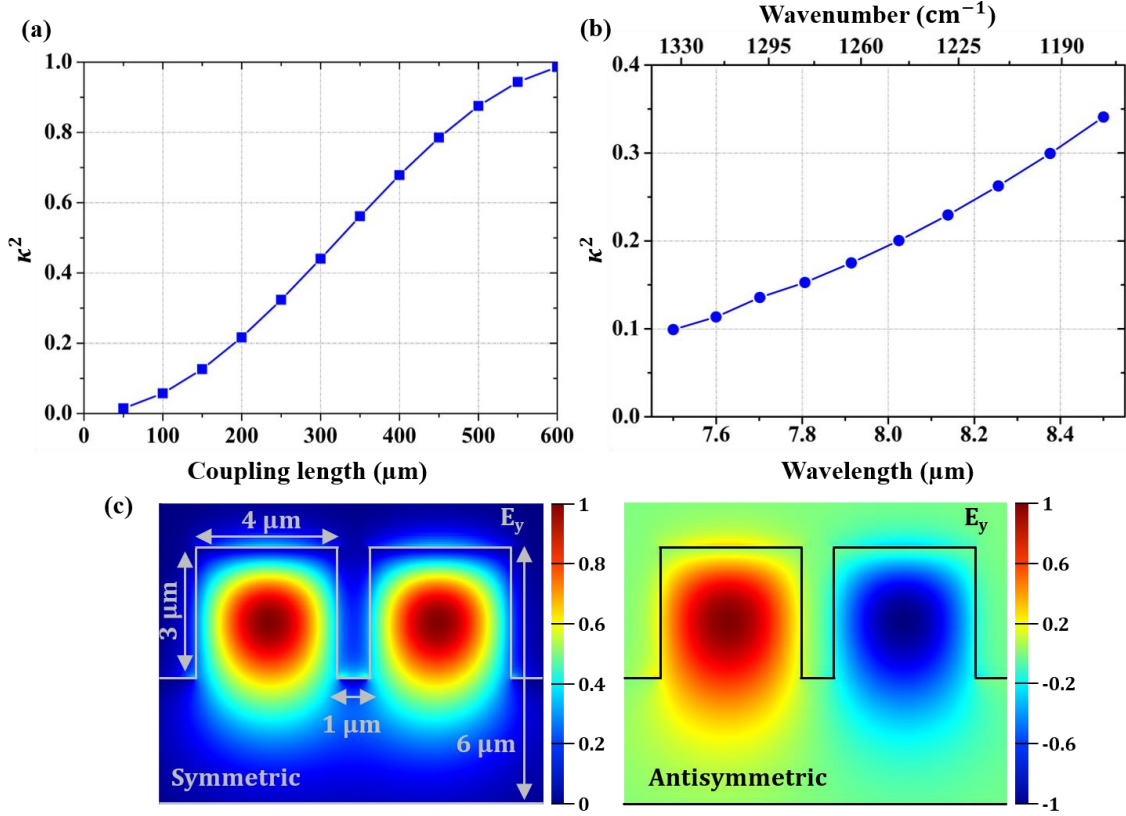 (a)
1.0
0.8
0.6
0.4
0.2
0.0
κ²
0 100 200 300 400 500 600
Coupling length (μm)
(b)
Wavenumber (cm⁻¹)
1330 1295 1260 1225 1190
0.4
0.3
0.2
0.1
0.0
κ²
7.6 7.8 8.0 8.2 8.4
Wavelength (μm)
(c)
E_y
4 μm
3 μm
1 μm
6 μm
Symmetric
1
0.8
0.6
0.4
0.2
0
E_y
Antisymmetric
1
0.6
0.2
-0.2
-0.6
-1